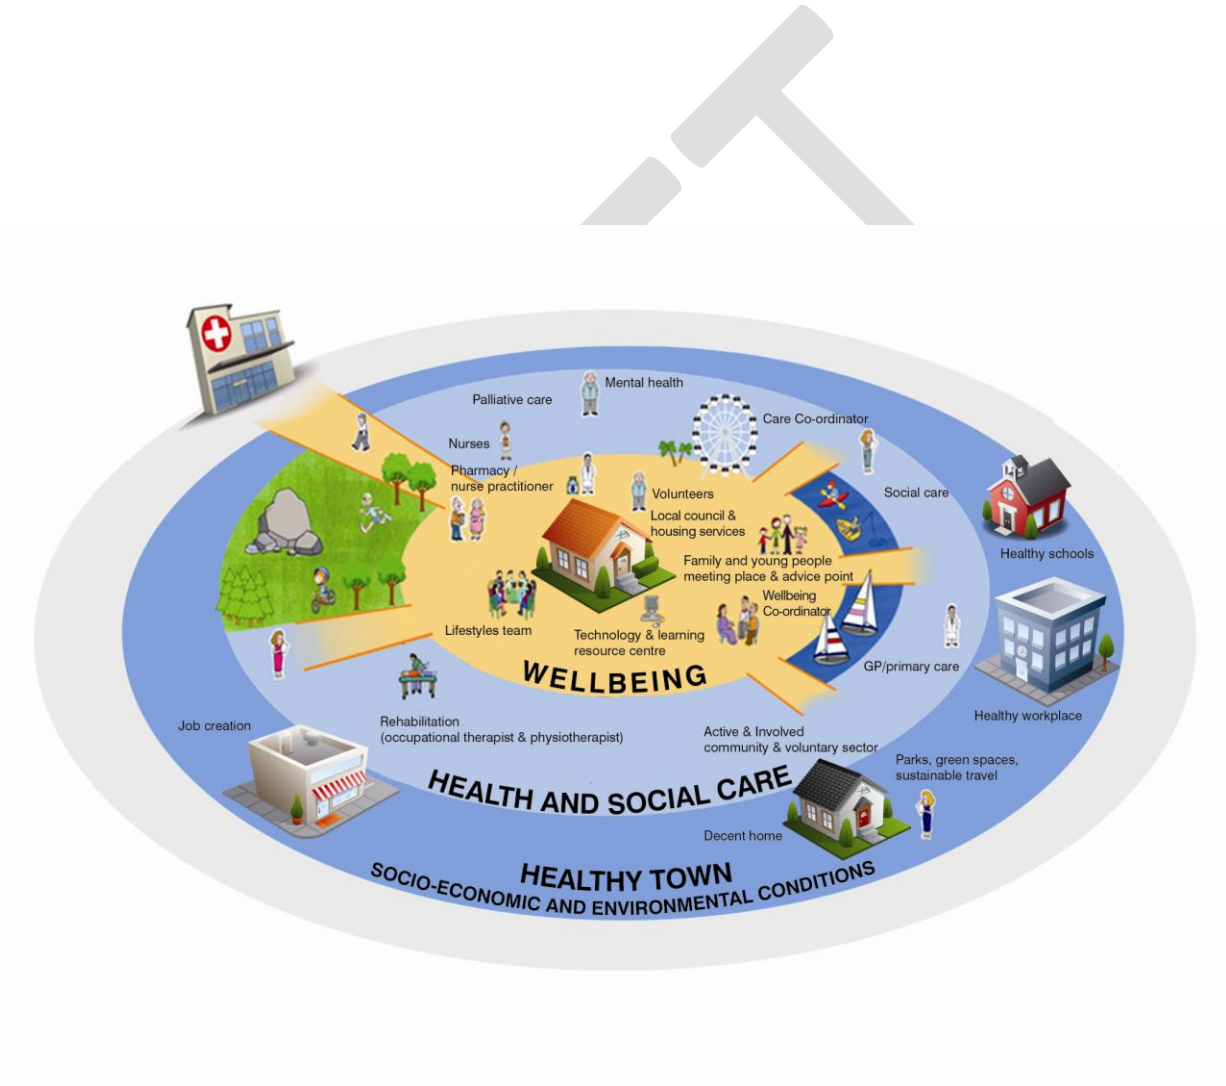 Mental health
Palliative care
Care Co-ordinator
Nurses
Pharmacy /
nurse practitioner
Volunteers
Social care
Local council &
housing services
Healthy schools
Family and young people
meeting place & advice point
Wellbeing
Co-ordinator
Lifestyles team
Technology & learning
resource centre
GP/primary care
WELLBEING
Healthy workplace
Job creation
Rehabilitation
(occupational therapist & physiotherapist)
Active & Involved
community & voluntary sector
Parks, green spaces,
sustainable travel
HEALTH AND SOCIAL CARE
Decent home
HEALTHY TOWN
SOCIO-ECONOMIC AND ENVIRONMENTAL CONDITIONS